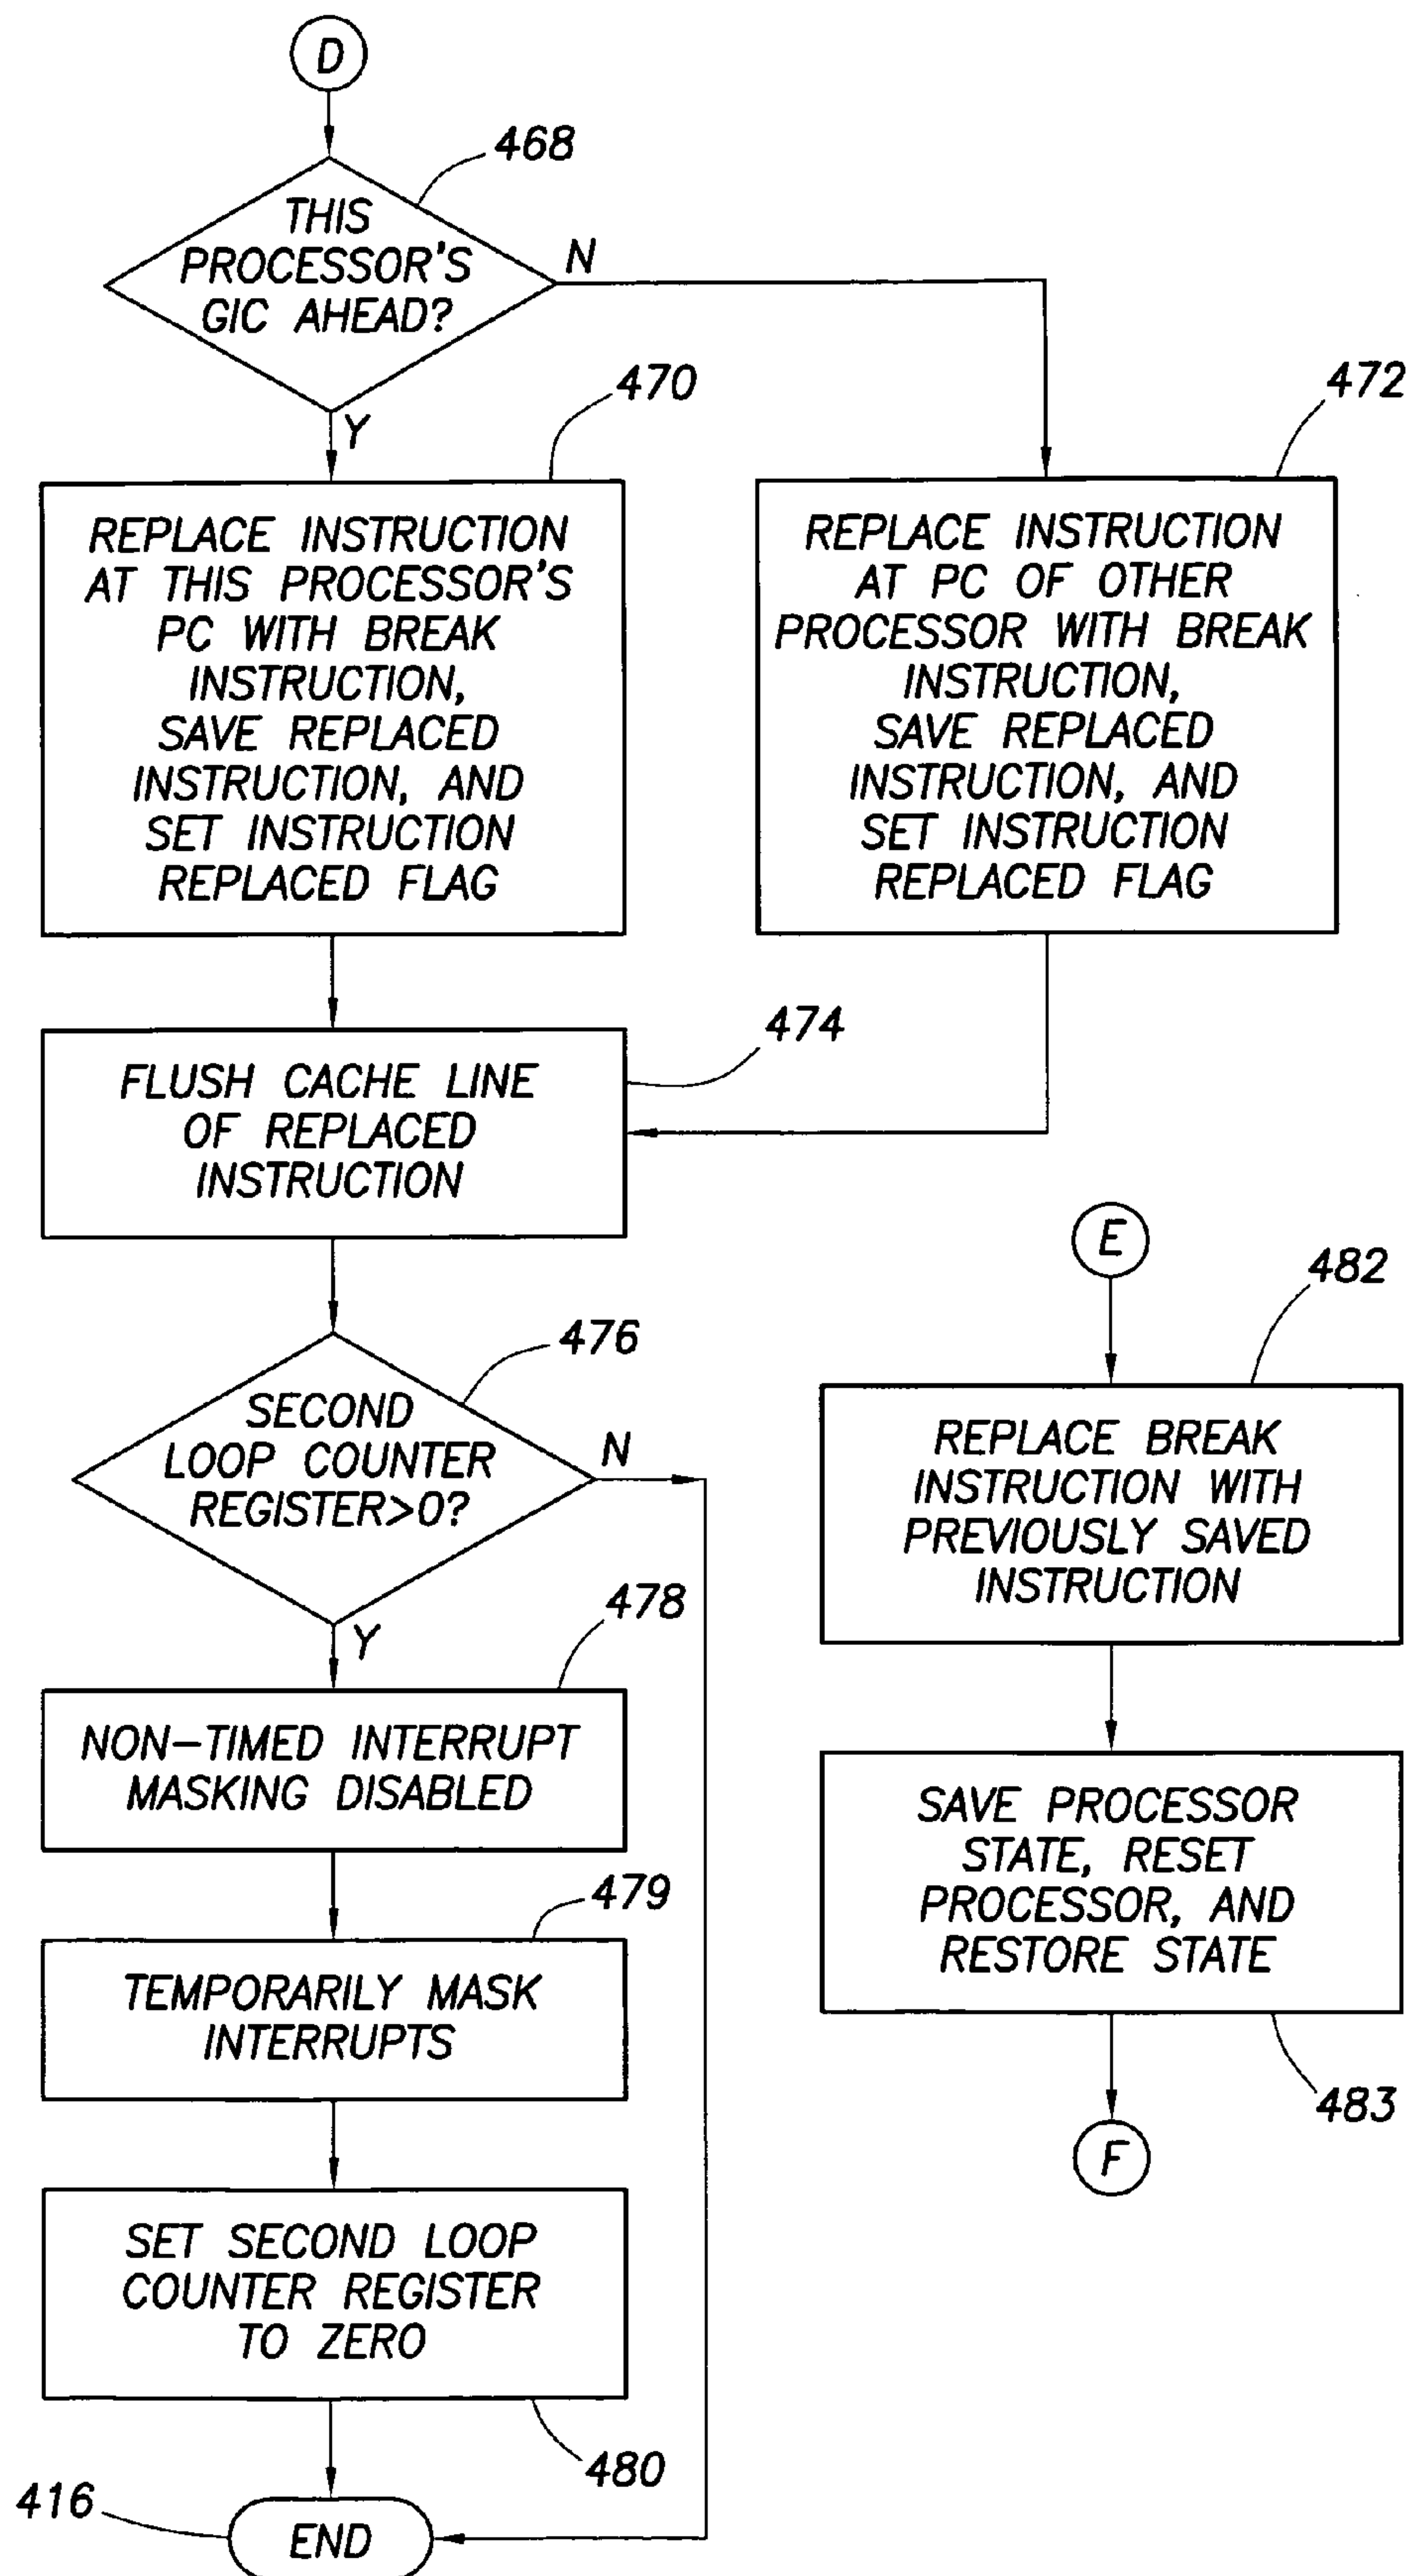 D
468
THIS
PROCESSOR'S
GIC AHEAD?
N
Y
470
REPLACE INSTRUCTION
AT THIS PROCESSOR'S
PC WITH BREAK
INSTRUCTION,
SAVE REPLACED
INSTRUCTION, AND
SET INSTRUCTION
REPLACED FLAG
472
REPLACE INSTRUCTION
AT PC OF OTHER
PROCESSOR WITH BREAK
INSTRUCTION,
SAVE REPLACED
INSTRUCTION, AND
SET INSTRUCTION
REPLACED FLAG
474
FLUSH CACHE LINE
OF REPLACED
INSTRUCTION
476
SECOND
LOOP COUNTER
REGISTER>0?
N
Y
478
NON-TIMED INTERRUPT
MASKING DISABLED
479
TEMPORARILY MASK
INTERRUPTS
SET SECOND LOOP
COUNTER REGISTER
TO ZERO
480
416
END
E
482
REPLACE BREAK
INSTRUCTION WITH
PREVIOUSLY SAVED
INSTRUCTION
SAVE PROCESSOR
STATE, RESET
PROCESSOR, AND
RESTORE STATE
483
F